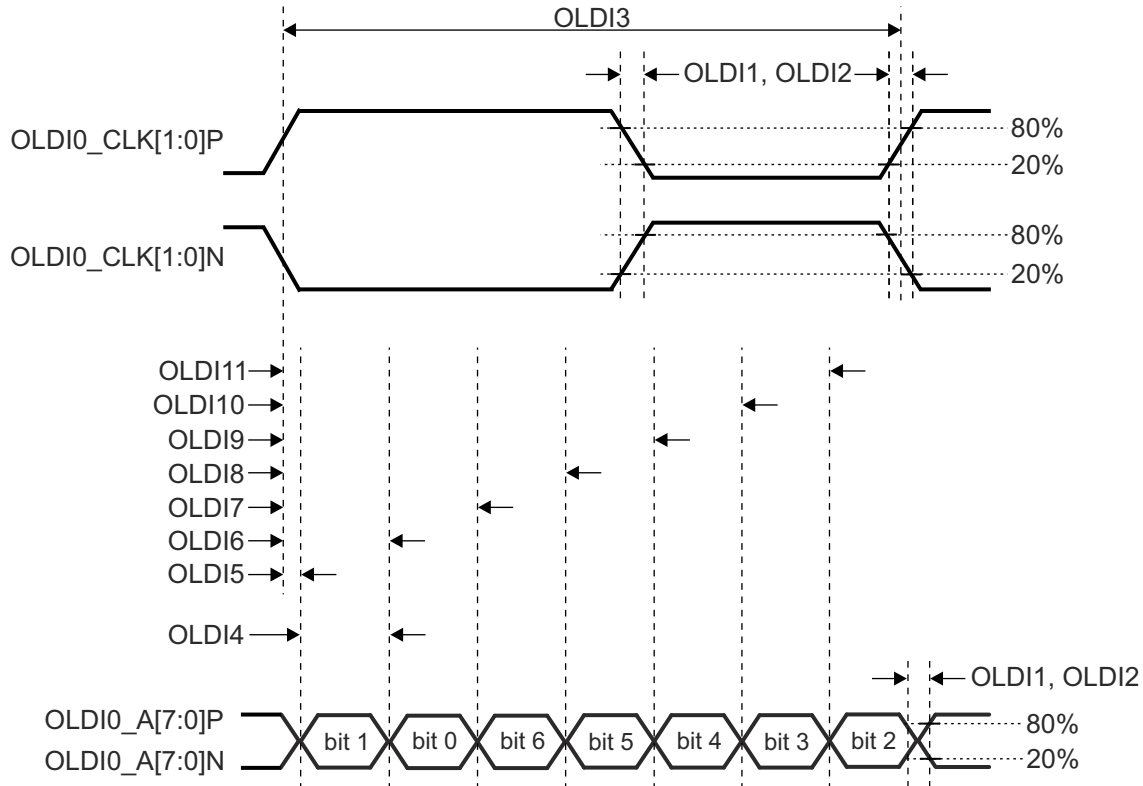 OLDI3
OLDI1, OLDI2
OLDI0_CLK[1:0]P
80%
20%
OLDI0_CLK[1:0]N
80%
20%
OLDI11
OLDI10
OLDI9
OLDI8
OLDI7
OLDI6
OLDI5
OLDI4
OLDI1, OLDI2
OLDI0_A[7:0]P
80%
bit 1 bit 0 bit 6 bit 5 bit 4 bit 3 bit 2
OLDI0_A[7:0]N
20%